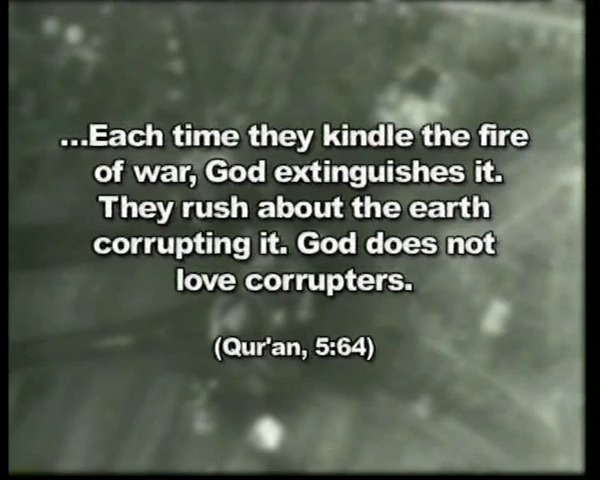 ...Each time they kindle the fire
of war, God extinguishes it.
They rush about the earth
corrupting it. God does not
love corrupters.
(Qur'an, 5:64)